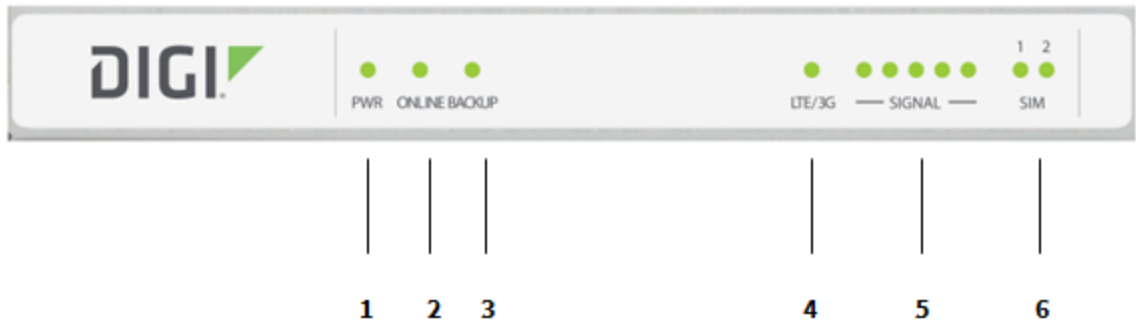 DIGI.
1 2
PWR ONLINE BACKUP LTE/3G SIGNAL SIM
1 2 3 4 5 6